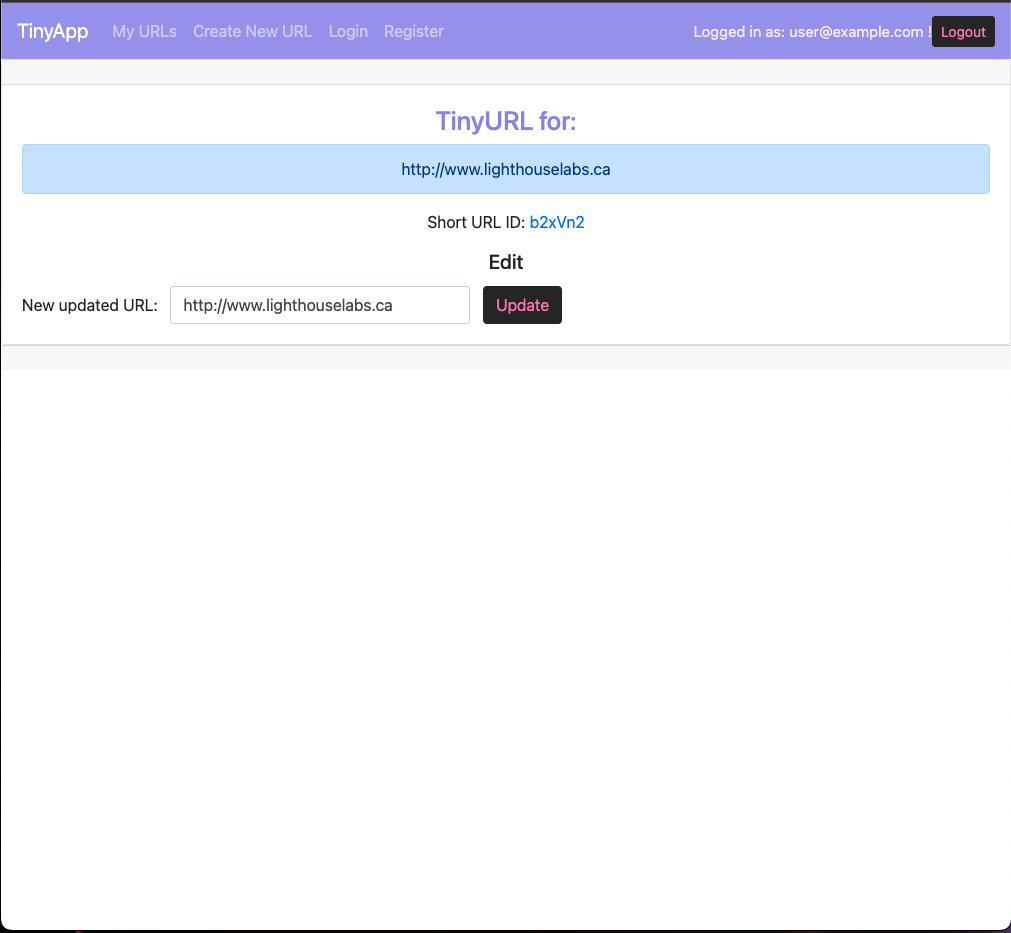 TinyApp My URLs Create New URL Login Register Logged in as: user@example.com ! Logout
TinyURL for:
http://www.lighthouselabs.ca
Short URL ID: b2xVn2
Edit
New updated URL: http://www.lighthouselabs.ca Update